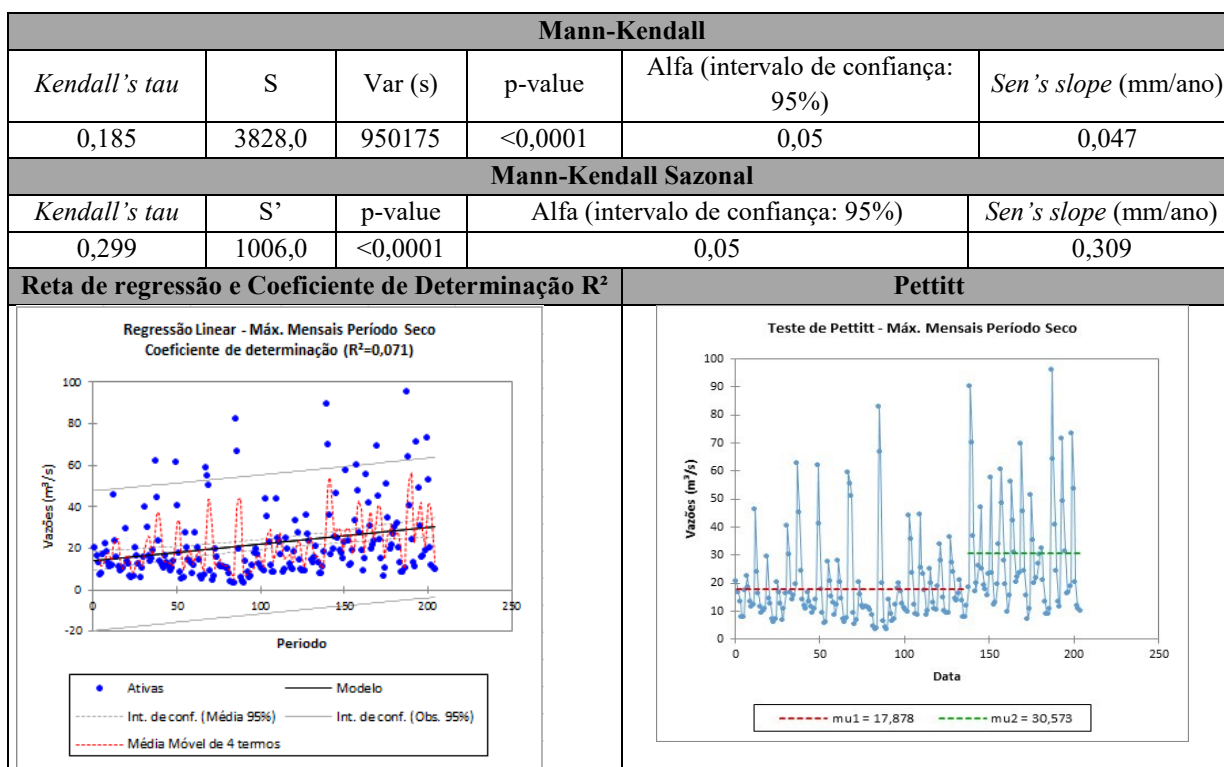 Mann-Kendall
Kendall's tau S Var (s) p-value Alfa (intervalo de confiança: 95%) Sen's slope (mm/ano)
0,185 3828,0 950175 <0,0001 0,05 0,047
Mann-Kendall Sazonal
Kendall's tau S' p-value Alfa (intervalo de confiança: 95%) Sen's slope (mm/ano)
0,299 1006,0 <0,0001 0,05 0,309
Reta de regressão e Coeficiente de Determinação R² Pettitt
Regressão Linear - Máx. Mensais Período Seco
Coeficiente de determinação (R²=0,071)
100
80
60
40
20
0
-20
Vazões (m³/s)
0 50 100 150 200 250
Periodo
Ativas Modelo
Int. de conf. (Média 95%) Int. de conf. (Obs. 95%)
Média Móvel de 4 termos
Teste de Pettitt - Máx. Mensais Período Seco
100
90
80
70
60
50
40
30
20
10
0
Vazões (m³/s)
0 50 100 150 200 250
Data
mu1 = 17,878 mu2 = 30,573